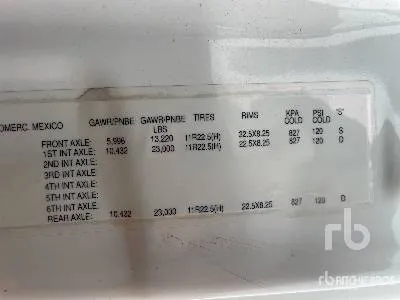 COMERC. MEXICO GAWR/PNBE GAWR/PNBE LBS TIRES RIMS KPA COLD PSI COLD "S"
FRONT AXLE: 5,996 13,220 11R22.5(H) 22.5X8.25 827 120 S
1ST INT AXLE: 10,432 23,000 11R22.5(H) 22.5X8.25 827 120 D
2ND INT AXLE:
3RD INT AXLE:
4TH INT AXLE:
5TH INT AXLE:
6TH INT AXLE:
REAR AXLE: 10,432 23,000 11R22.5(H) 22.5X8.25 827 120 D
rb
rbauction